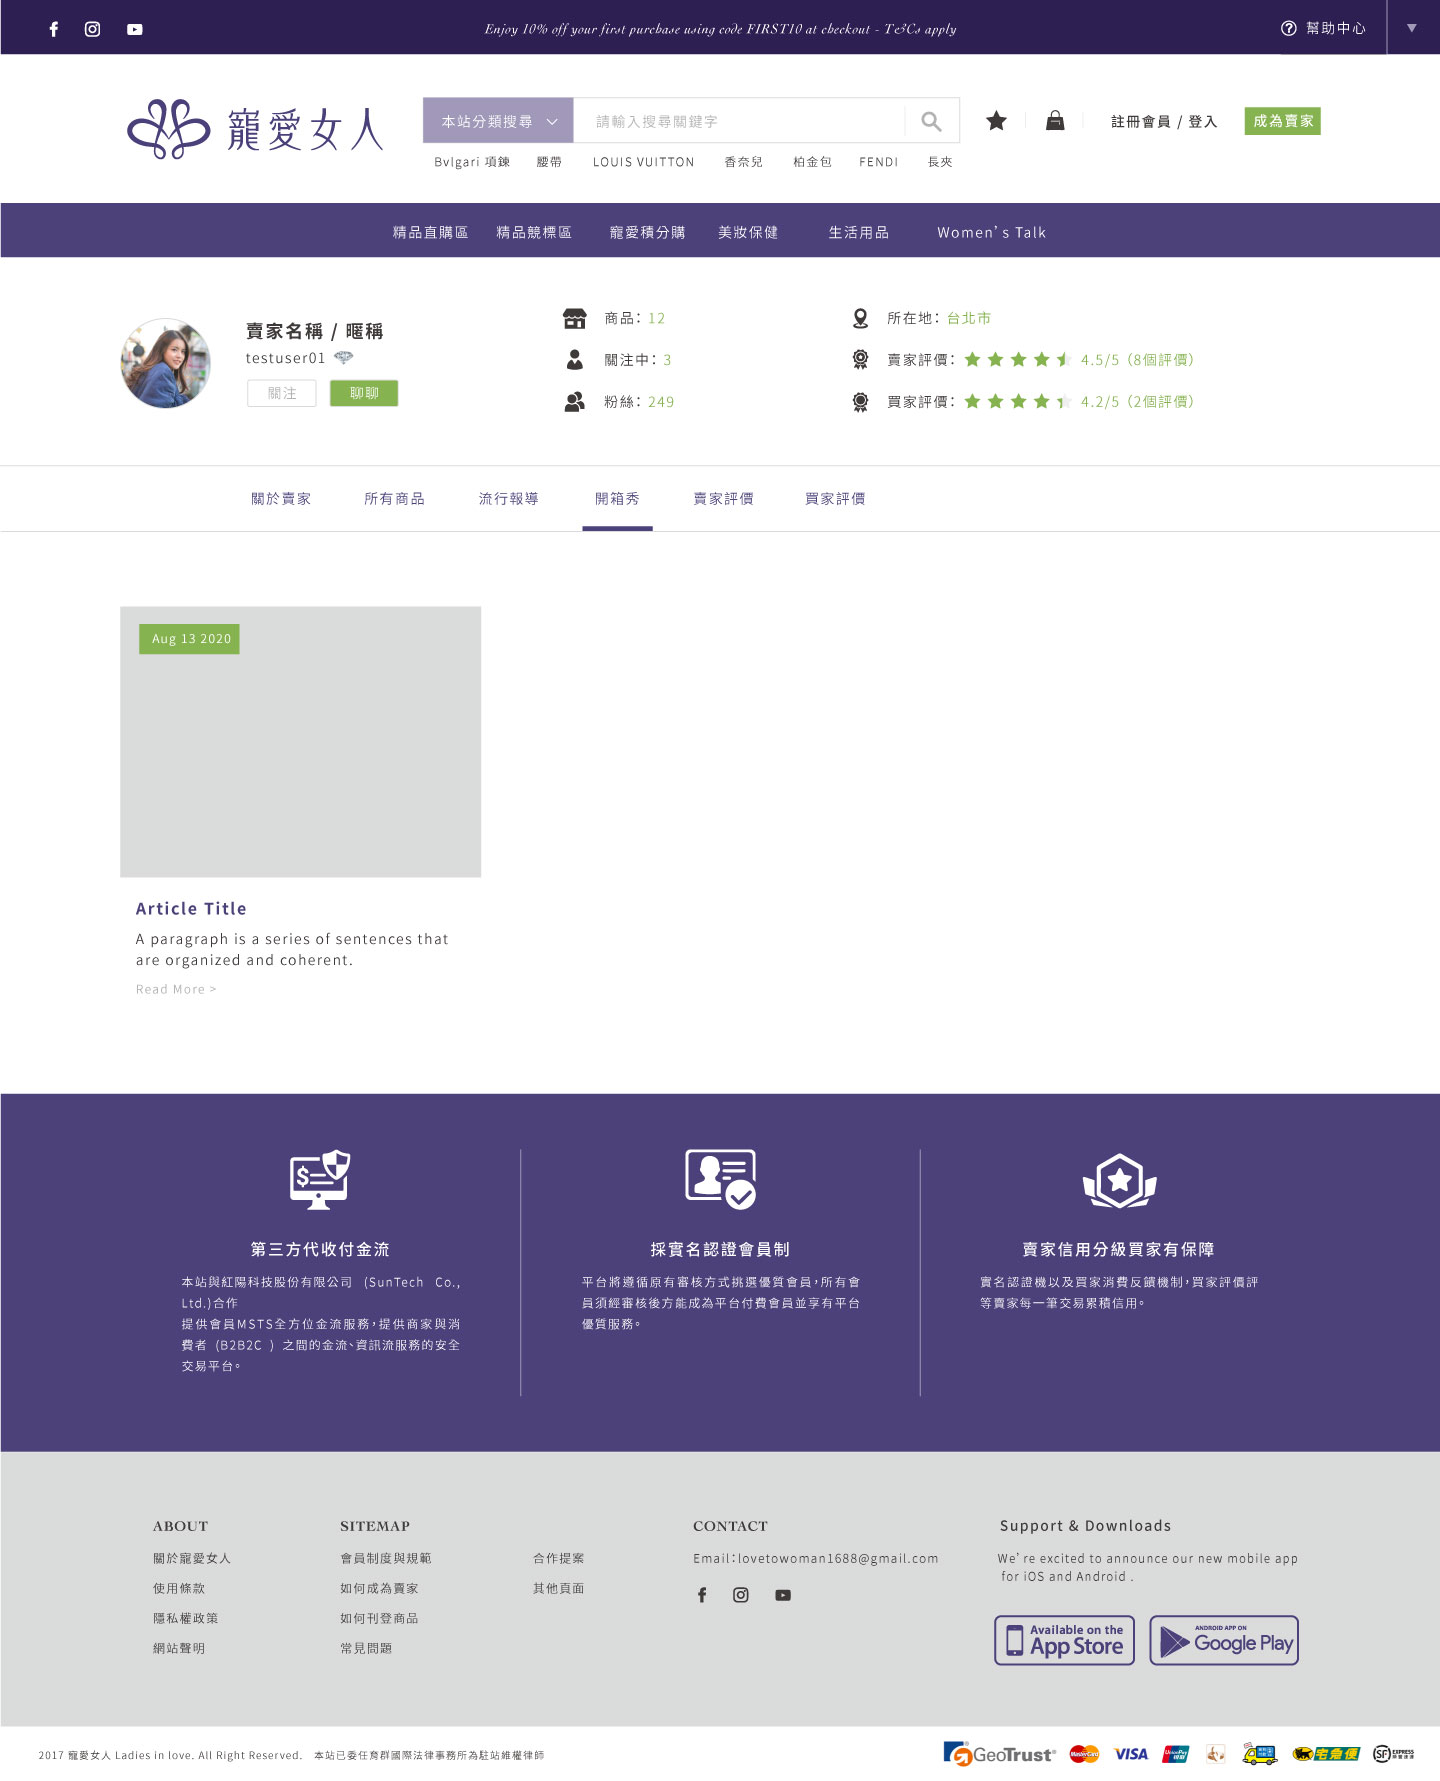 Enjoy 10% off your first purchase using code FIRST10 at checkout - T&Cs apply
幫助中心
寵愛女人
本站分類搜尋
請輸入搜尋關鍵字
註冊會員 / 登入
成為賣家
Bvlgari 項鍊 腰帶 LOUIS VUITTON 香奈兒 柏金包 FENDI 長夾
精品直購區 精品競標區 寵愛積分購 美妝保健 生活用品 Women's Talk
賣家名稱 / 暱稱
testuser01
關注 聊聊
商品: 12
關注中: 3
粉絲: 249
所在地: 台北市
賣家評價: 4.5/5 (8個評價)
買家評價: 4.2/5 (2個評價)
關於賣家 所有商品 流行報導 開箱秀 賣家評價 買家評價
Aug 13 2020
Article Title
A paragraph is a series of sentences that
are organized and coherent.
Read More >
第三方代收付金流
本站與紅陽科技股份有限公司 (SunTech Co.,
Ltd.)合作
提供會員MSTS全方位金流服務，提供商家與消
費者 (B2B2C ) 之間的金流、資訊流服務的安全
交易平台。
採實名認證會員制
平台將遵循原有審核方式挑選優質會員，所有會
員須經審核後方能成為平台付費會員並享有平台
優質服務。
賣家信用分級買家有保障
實名認證機以及買家消費反饋機制，買家評價評
等賣家每一筆交易累積信用。
ABOUT
關於寵愛女人
使用條款
隱私權政策
網站聲明
SITEMAP
會員制度與規範
如何成為賣家
如何刊登商品
常見問題
合作提案
其他頁面
CONTACT
Email:lovetowoman1688@gmail.com
Support & Downloads
We're excited to announce our new mobile app
for iOS and Android .
Available on the
App Store
ANDROID APP ON
Google Play
2017 寵愛女人 Ladies in love. All Right Reserved. 本站已委任育群國際法律事務所為駐站維權律師
GeoTrust
MasterCard
VISA
UnionPay
宅急便
SF EXPRESS